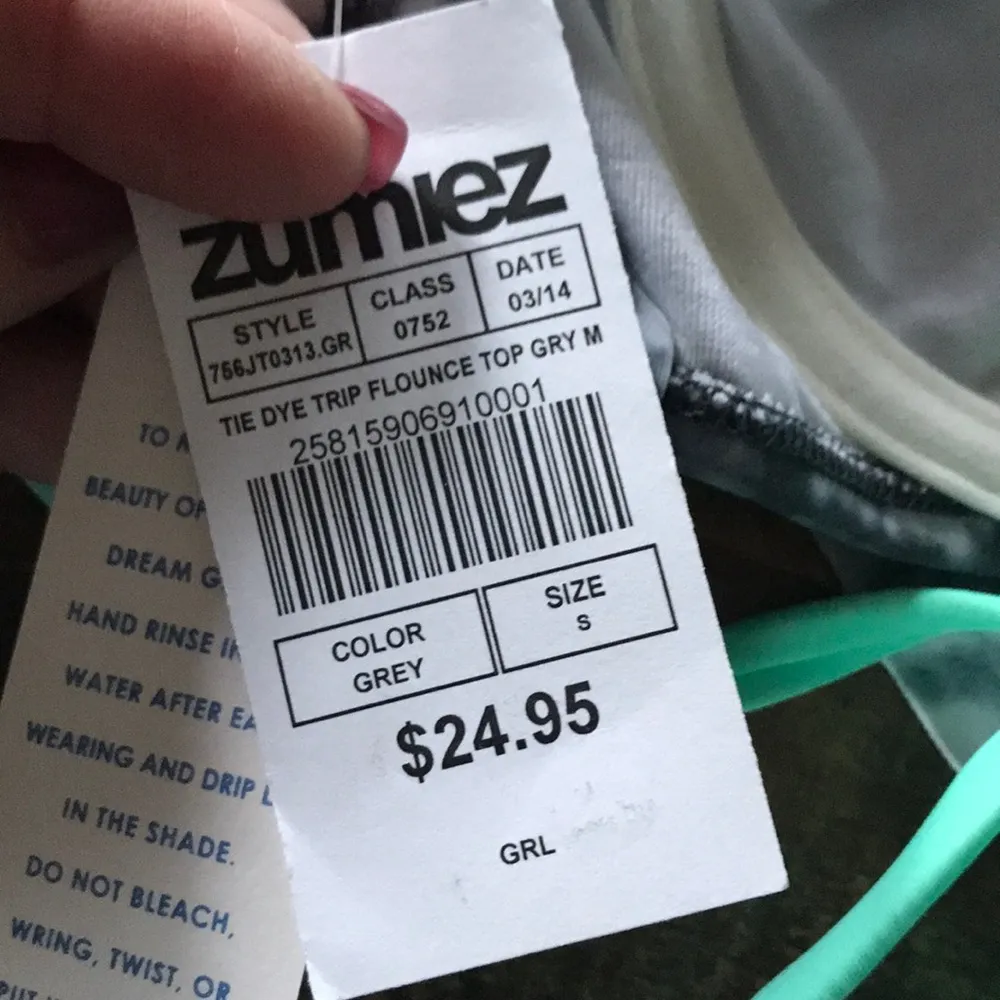 zumiez
STYLE CLASS DATE
756JT0313.GR 0752 03/14
TIE DYE TRIP FLOUNCE TOP GRY M
25815906910001
COLOR SIZE
GREY S
$24.95
GRL
TO
BEAUTY OF
DREAM
HAND RINSE
WATER AFTER
WEARING AND DRIP
IN THE SHADE.
DO NOT BLEACH,
WRING, TWIST, OR